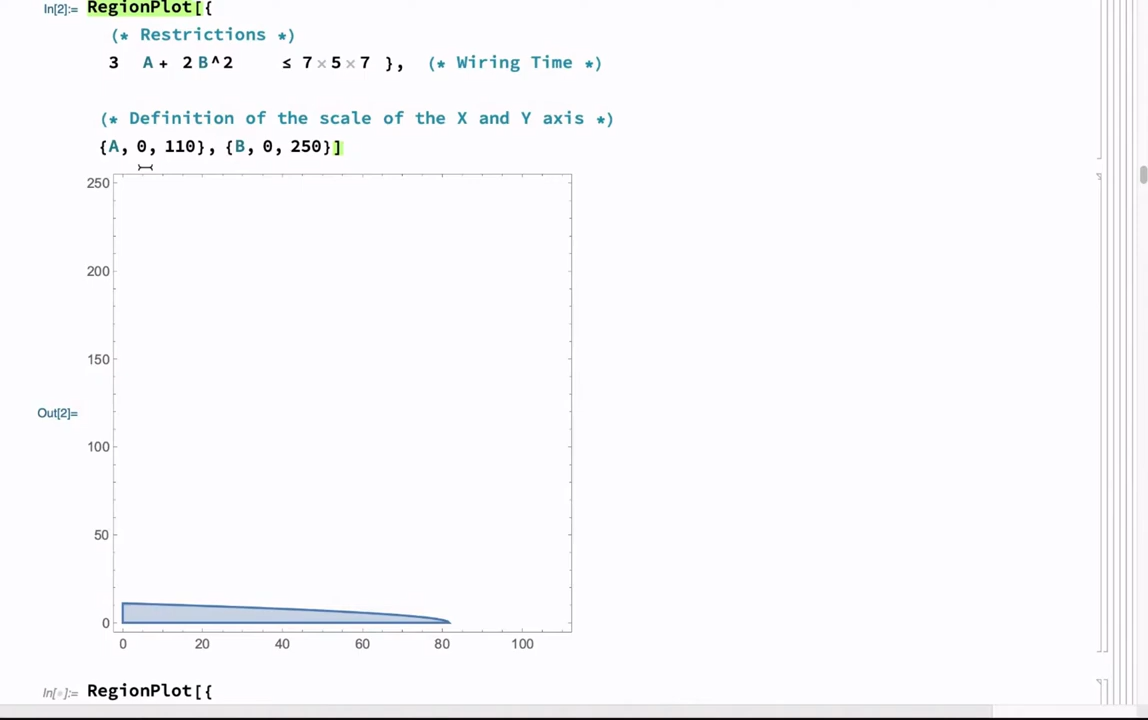 In[2]:= RegionPlot[{
(* Restrictions *)
3 A + 2 B^2 ≤ 7 × 5 × 7 }, (* Wiring Time *)
(* Definition of the scale of the X and Y axis *)
{A, 0, 110}, {B, 0, 250}]
250
200
150
Out[2]=
100
50
0
0 20 40 60 80 100
In[∘]:= RegionPlot[{